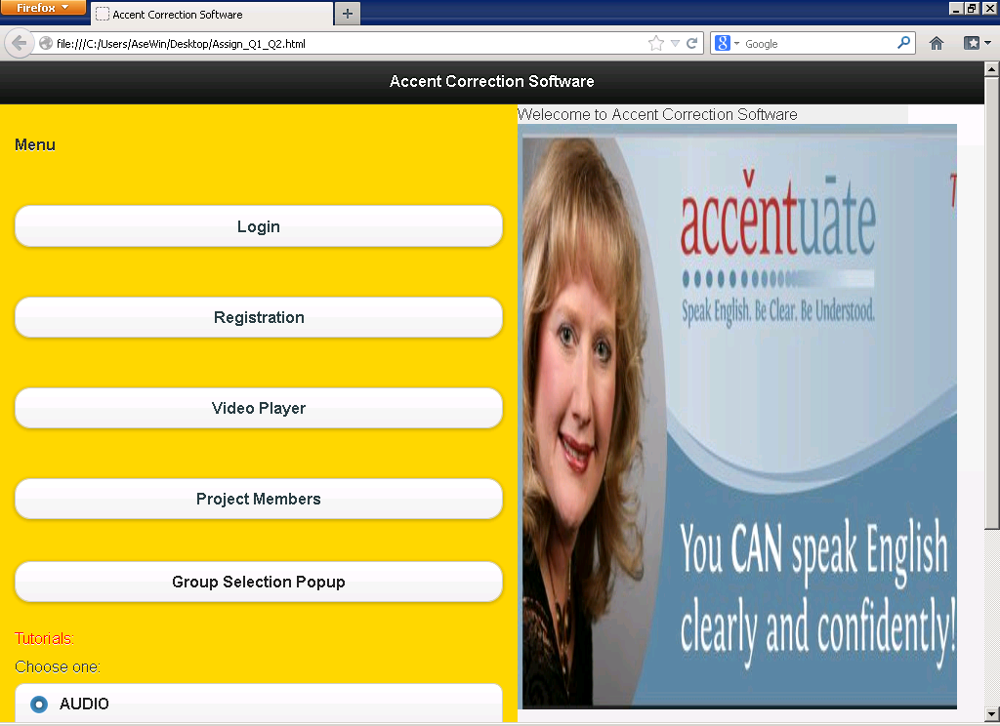 Firefox
Accent Correction Software
file:///C:/Users/AseWin/Desktop/Assign_Q1_Q2.html
Google
Accent Correction Software
Menu
Login
Registration
Video Player
Project Members
Group Selection Popup
Tutorials:
Choose one:
AUDIO
Welecome to Accent Correction Software
accĕntuāte
T
Speak English. Be Clear. Be Understood.
You CAN speak English
clearly and confidently!